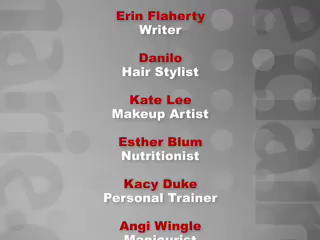 Erin Flaherty
Writer
Danilo
Hair Stylist
Kate Lee
Makeup Artist
Esther Blum
Nutritionist
Kacy Duke
Personal Trainer
Angi Wingle
Manicurist